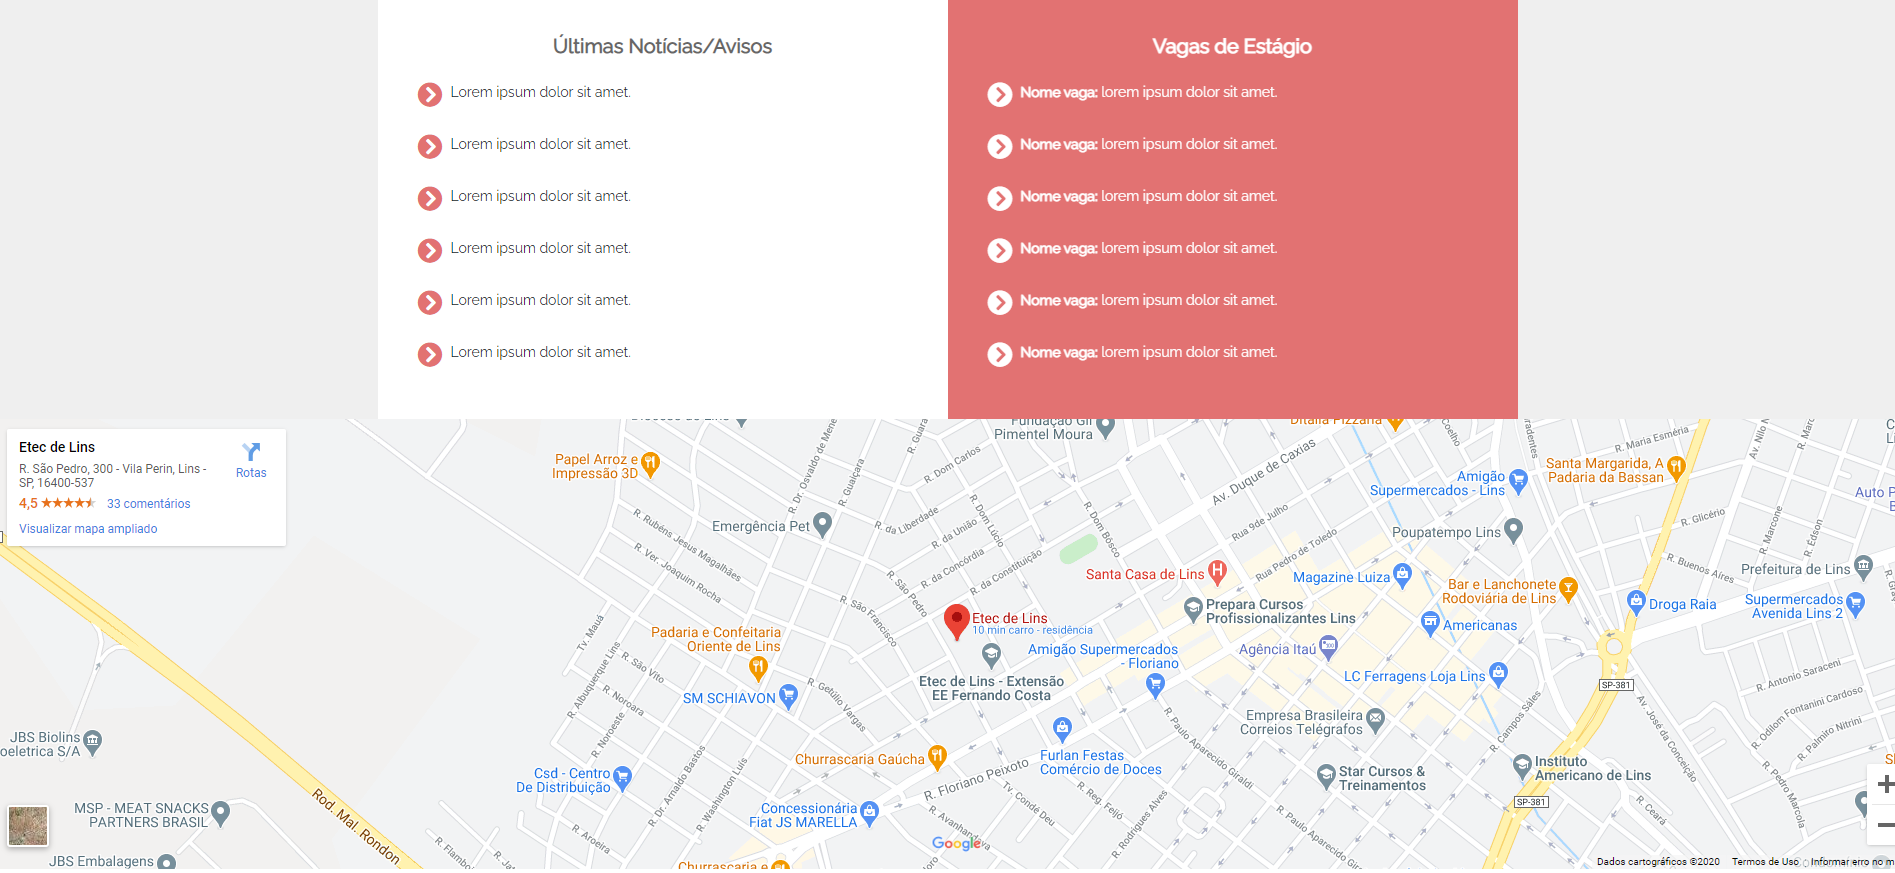 Últimas Notícias/Avisos
Lorem ipsum dolor sit amet.
Lorem ipsum dolor sit amet.
Lorem ipsum dolor sit amet.
Lorem ipsum dolor sit amet.
Lorem ipsum dolor sit amet.
Lorem ipsum dolor sit amet.
Vagas de Estágio
Nome vaga: lorem ipsum dolor sit amet.
Nome vaga: lorem ipsum dolor sit amet.
Nome vaga: lorem ipsum dolor sit amet.
Nome vaga: lorem ipsum dolor sit amet.
Nome vaga: lorem ipsum dolor sit amet.
Nome vaga: lorem ipsum dolor sit amet.
Etec de Lins
R. São Pedro, 300 - Vila Perin, Lins -
SP, 16400-537
4,5
33 comentários
Visualizar mapa ampliado
Rotas
Pimentel Moura
Papel Arroz e
Impressão 3D
R. Dr. Osvaldo de Mene
R. Guaiçara
R. Guara
R. Dom Carlos
Av. Duque de Caxias
Amigão
Supermercados - Lins
Santa Margarida, A
Padaria da Bassan
R. Maria Esméria
Av. Nilo
Auto P
Emergência Pet
R. Rubéns Jesus Magalhães
R. da Liberdade
R. da União
R. Dom Lúcio
R. Dom Bósco
Rua 9de Julho
Poupatempo Lins
R. Glicério
R. Marcone
R. Édson
R. Ver. Joaquim Rocha
R. da Concórdia
R. da Constituição
R. São Pedro
Santa Casa de Lins
Rua Pedro de Toledo
Magazine Luiza
R. Buenos Aires
Prefeitura de Lins
Bar e Lanchonete
Rodoviária de Lins
Droga Raia
Supermercados
Avenida Lins 2
R. São Francisco
Etec de Lins
10 min carro - residência
Prepara Cursos
Profissionalizantes Lins
Americanas
Tv. Mauá
Padaria e Confeitaria
Oriente de Lins
Amigão Supermercados
- Floriano
Agência Itaú
R. Albuquerque Lins
R. São Vito
Etec de Lins - Extensão
EE Fernando Costa
LC Ferragens Loja Lins
SP-381
R. Antonio Saraceni
SM SCHIAVON
R. Getúlio Vargas
R. Noroara
R. Noroeste
R. Paulo Aparecido Giraldi
Empresa Brasileira
Correios Telégrafos
R. Campos Sáles
Av. José da Conceição
R. Odilom Fontanini Cardoso
R. Palmiro Nitrini
JBS Biolins
oeletrica S/A
Churrascaria Gaúcha
Furlan Festas
Comércio de Doces
Csd - Centro
De Distribuição
R. Dr. Arnaldo Bastos
R. Washington Luís
R. Floriano Peixoto
Star Cursos &
Treinamentos
Instituto
Americano de Lins
R. Pedro Marcola
Rod. Mal. Rondon
MSP - MEAT SNACKS
PARTNERS BRASIL
Concessionária
Fiat JS MARELLA
Tv. Condé Deu
R. Reg. Feijó
R. Rodrigues Alves
SP-381
R. Ceará
R. Paulo Aparecido
R. Aroeira
R. Flambo
R. Avanhandava
Google
JBS Embalagens
Churrascaria e
Dados cartográficos ©2020
Termos de Uso
Informar erro no m